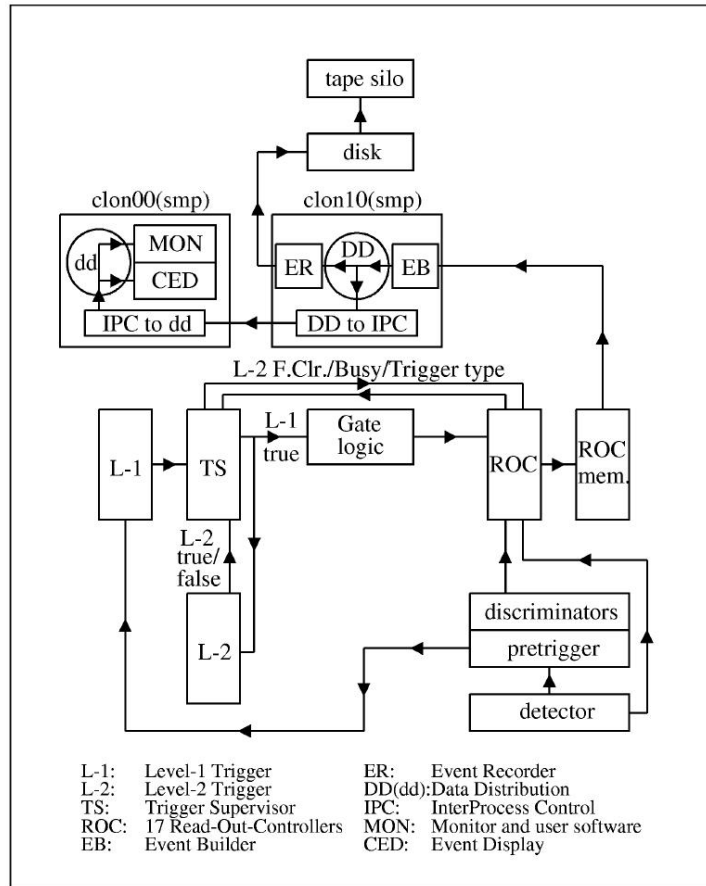 tape silo
disk
clon00(smp)
clon10(smp)
dd
MON
CED
IPC to dd
ER
DD
EB
DD to IPC
L-2 F.Clr./Busy/Trigger type
L-1
TS
L-1
true
Gate
logic
ROC
ROC
mem.
L-2
true/
false
L-2
discriminators
pretrigger
detector
L-1: Level-1 Trigger
L-2: Level-2 Trigger
TS: Trigger Supervisor
ROC: 17 Read-Out-Controllers
EB: Event Builder
ER: Event Recorder
DD(dd): Data Distribution
IPC: InterProcess Control
MON: Monitor and user software
CED: Event Display